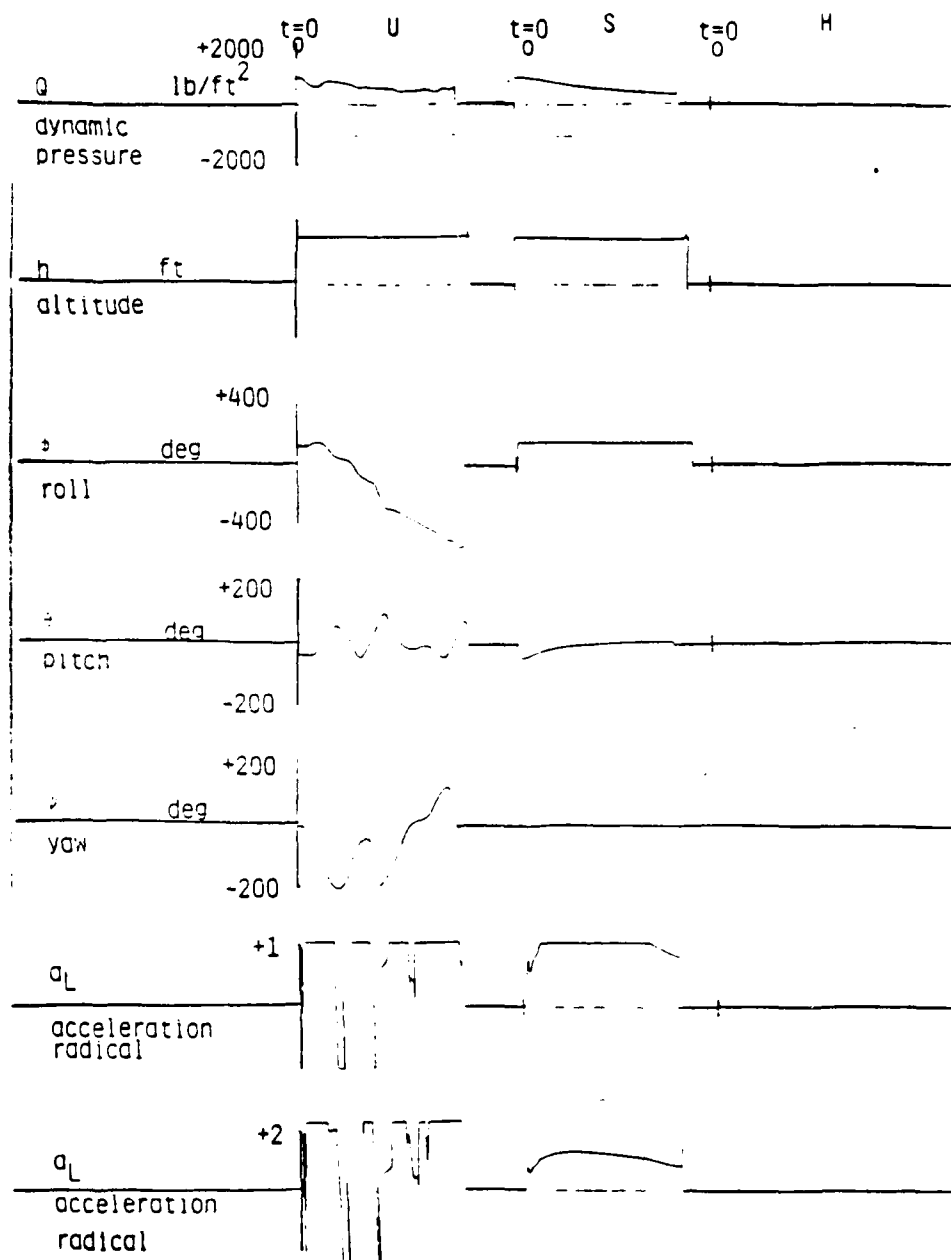 t=0 U t=0 S t=0 H
+2000
Q lb/ft²
dynamic
pressure -2000
h ft
altitude
+400
deg
roll
-400
+200
deg
pitch
-200
+200
deg
yaw
-200
+1
aL
acceleration
radical
+2
aL
acceleration
radical